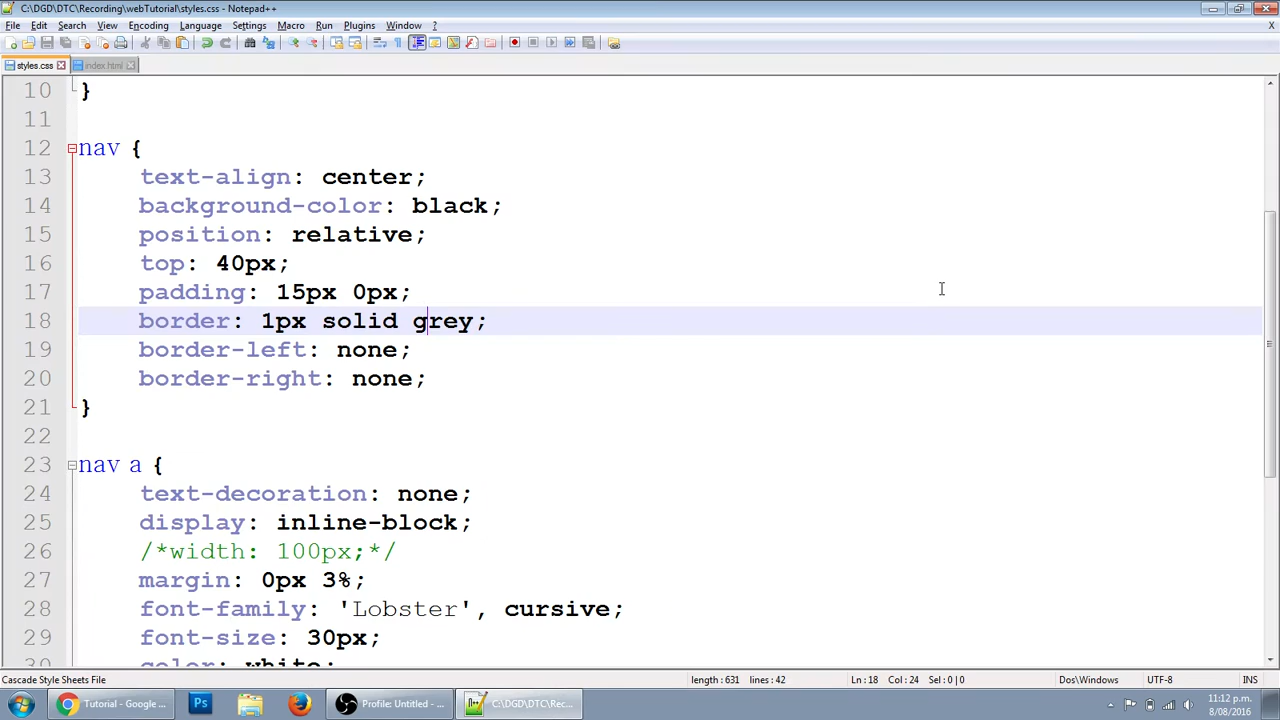 C:\DGD\DTC\Recording\webTutorial\styles.css - Notepad++
File Edit Search View Encoding Language Settings Macro Run Plugins Window ?
X
styles.css index.html
10 }
11
12 nav {
13 text-align: center;
14 background-color: black;
15 position: relative;
16 top: 40px;
17 padding: 15px 0px;
18 border: 1px solid grey;
19 border-left: none;
20 border-right: none;
21 }
22
23 nav a {
24 text-decoration: none;
25 display: inline-block;
26 /*width: 100px;*/
27 margin: 0px 3%;
28 font-family: 'Lobster', cursive;
29 font-size: 30px;
30 color: white;
Cascade Style Sheets File length : 631 lines : 42 Ln : 18 Col : 24 Sel : 0 | 0 Dos\Windows UTF-8 INS
Tutorial - Google ... Ps Profile: Untitled - ... C:\DGD\DTC\Rec... 11:12 p.m.
8/08/2016